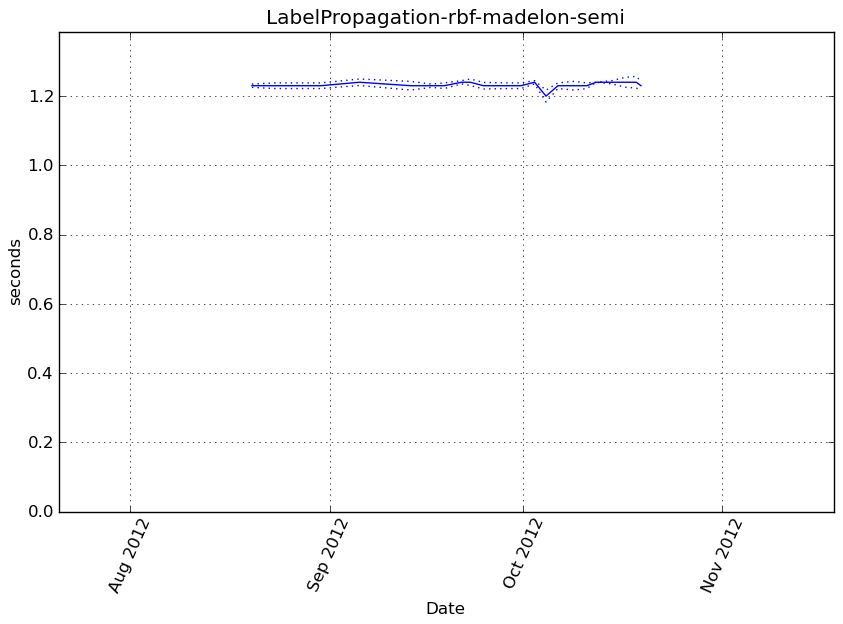 LabelPropagation-rbf-madelon-semi
seconds
1.2
1.0
0.8
0.6
0.4
0.2
0.0
Aug 2012
Sep 2012
Oct 2012
Nov 2012
Date